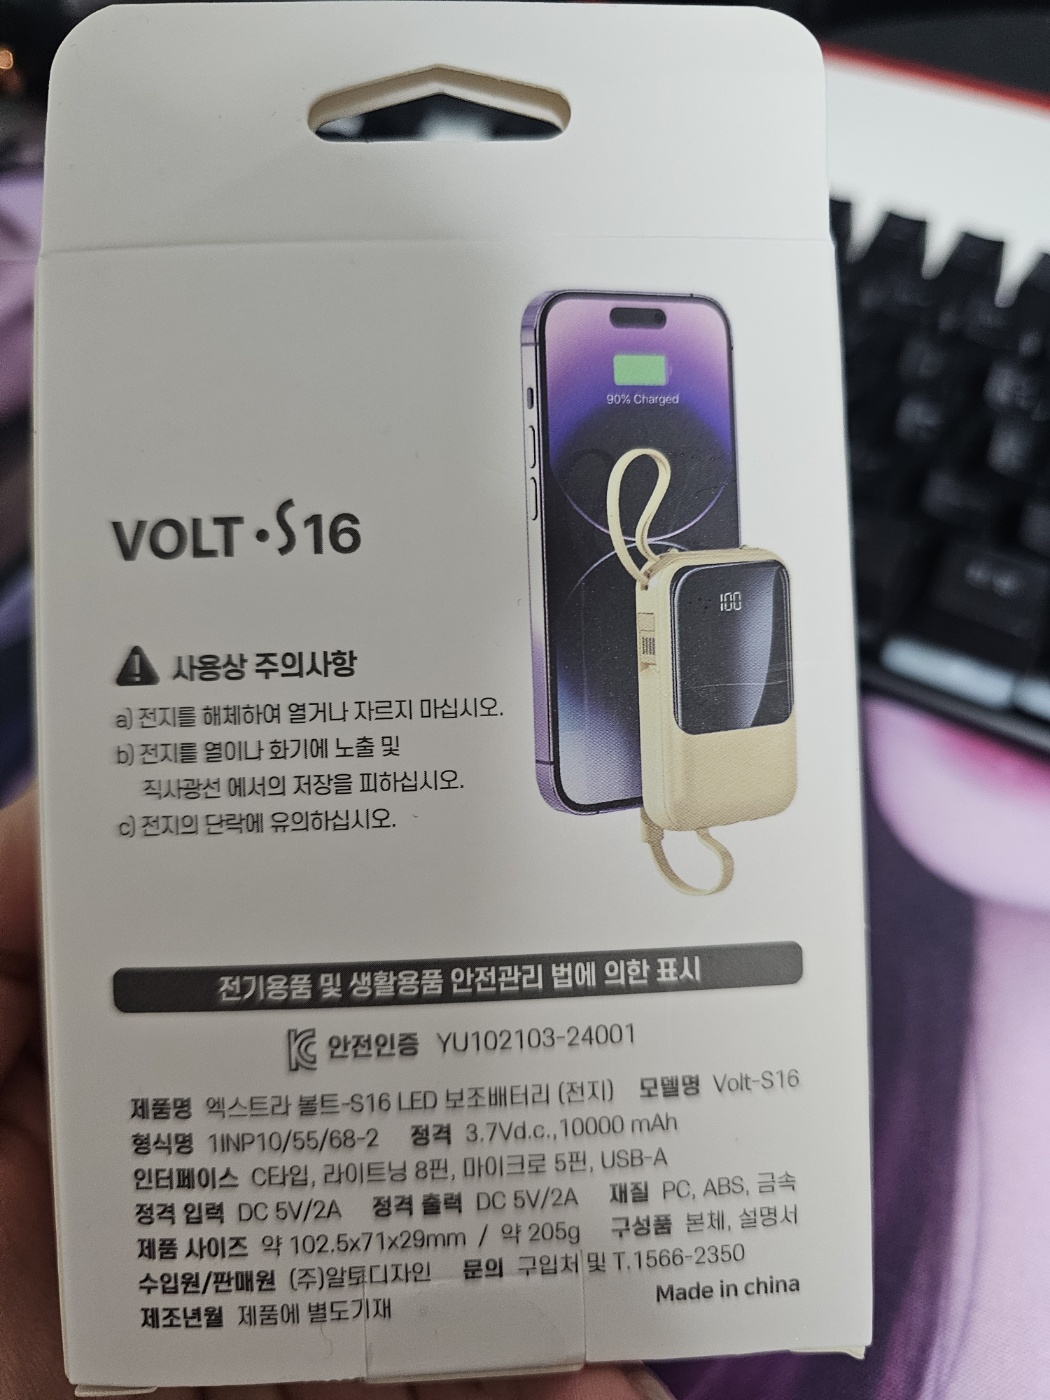 90% Charged
100
VOLT·S16
사용상 주의사항
a) 전지를 해체하여 열거나 자르지 마십시오.
b) 전지를 열이나 화기에 노출 및
직사광선 에서의 저장을 피하십시오.
c) 전지의 단락에 유의하십시오.
전기용품 및 생활용품 안전관리 법에 의한 표시
안전인증 YU102103-24001
제품명 엑스트라 볼트-S16 LED 보조배터리 (전지) 모델명 Volt-S16
형식명 1INP10/55/68-2 정격 3.7Vd.c.,10000 mAh
인터페이스 C타입, 라이트닝 8핀, 마이크로 5핀, USB-A
정격 입력 DC 5V/2A 정격 출력 DC 5V/2A 재질 PC, ABS, 금속
제품 사이즈 약 102.5x71x29mm / 약 205g 구성품 본체, 설명서
수입원/판매원 (주)알토디자인 문의 구입처 및 T.1566-2350
제조년월 제품에 별도기재 Made in china